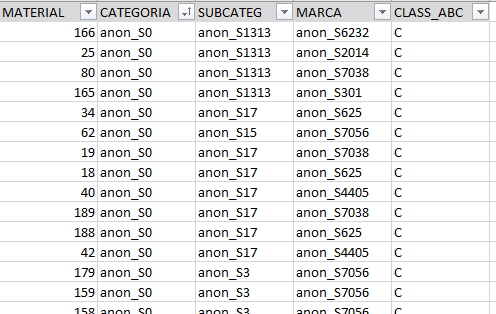 MATERIAL CATEGORIA SUBCATEG MARCA CLASS_ABC
166 anon_S0 anon_S1313 anon_S6232 C
25 anon_S0 anon_S1313 anon_S2014 C
80 anon_S0 anon_S1313 anon_S7038 C
165 anon_S0 anon_S1313 anon_S301 C
34 anon_S0 anon_S17 anon_S625 C
62 anon_S0 anon_S15 anon_S7056 C
19 anon_S0 anon_S17 anon_S7038 C
18 anon_S0 anon_S17 anon_S625 C
40 anon_S0 anon_S17 anon_S4405 C
189 anon_S0 anon_S17 anon_S7038 C
188 anon_S0 anon_S17 anon_S625 C
42 anon_S0 anon_S17 anon_S4405 C
179 anon_S0 anon_S3 anon_S7056 C
159 anon_S0 anon_S3 anon_S7056 C
158 anon_S0 anon_S3 anon_S7056 C